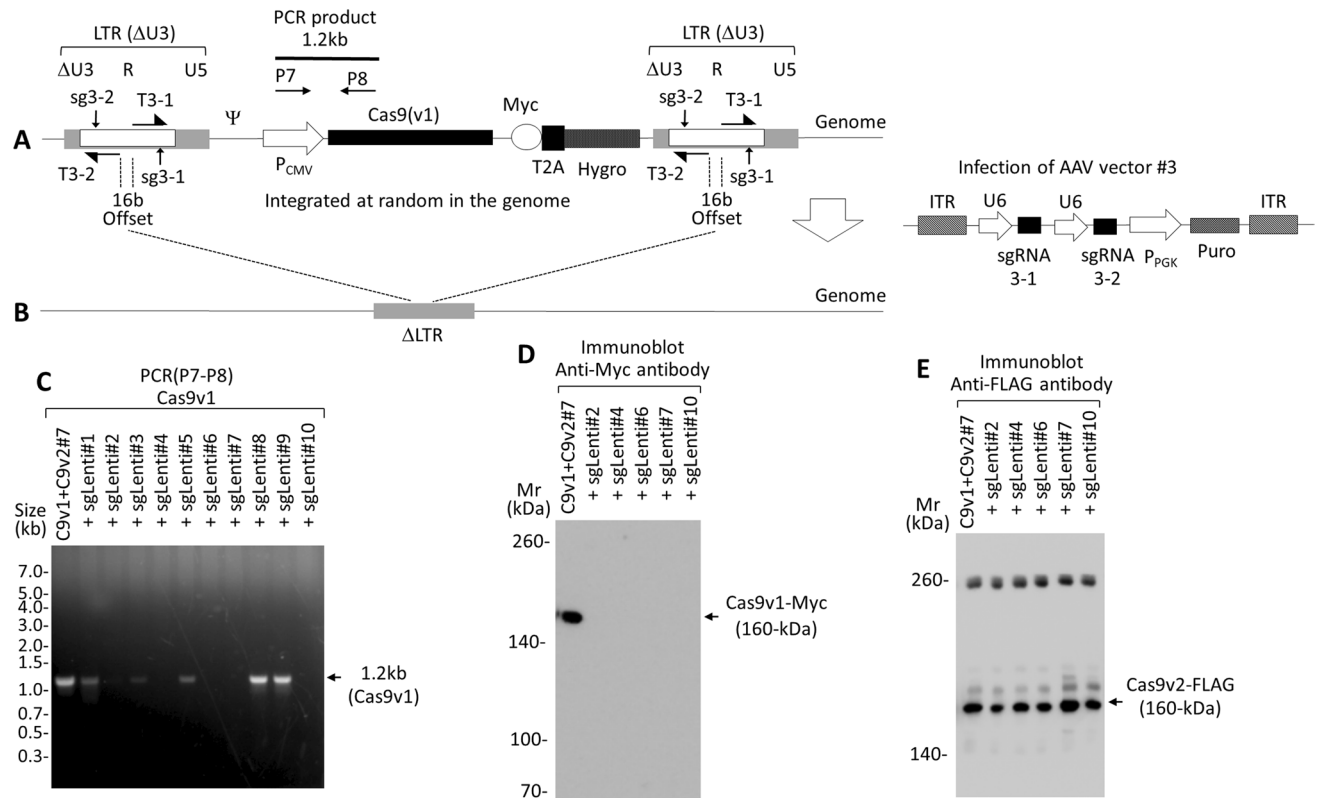 PCR product
1.2kb
LTR (ΔU3)
LTR (ΔU3)
ΔU3 R U5
P7 P8
ΔU3 R U5
sg3-2 T3-1
sg3-2 T3-1
Ψ
Cas9(v1)
Myc
Genome
A
T3-2 sg3-1
P_CMV
T2A Hygro
T3-2 sg3-1
16b
Offset
Integrated at random in the genome
16b
Offset
Infection of AAV vector #3
ITR U6 U6 ITR
sgRNA
3-1
sgRNA
3-2
P_PGK
Puro
B
Genome
ΔLTR
C
PCR(P7-P8)
Cas9v1
C9v1+C9v2#7
+ sgLenti#1
+ sgLenti#2
+ sgLenti#3
+ sgLenti#4
+ sgLenti#5
+ sgLenti#6
+ sgLenti#7
+ sgLenti#8
+ sgLenti#9
+ sgLenti#10
Size
(kb)
7.0-
5.0-
4.0-
3.0-
2.0-
1.5-
1.0-
0.7-
0.5-
0.3-
1.2kb
(Cas9v1)
D
Immunoblot
Anti-Myc antibody
C9v1+C9v2#7
+ sgLenti#2
+ sgLenti#4
+ sgLenti#6
+ sgLenti#7
+ sgLenti#10
Mr
(kDa)
260-
140-
100-
70-
Cas9v1-Myc
(160-kDa)
E
Immunoblot
Anti-FLAG antibody
C9v1+C9v2#7
+ sgLenti#2
+ sgLenti#4
+ sgLenti#6
+ sgLenti#7
+ sgLenti#10
Mr
(kDa)
260-
140-
Cas9v2-FLAG
(160-kDa)